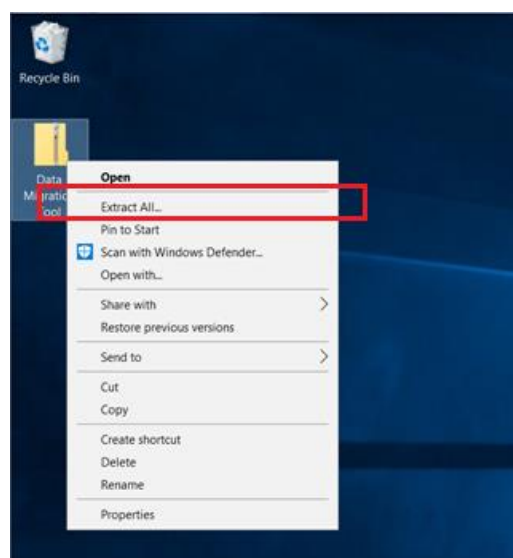 Recycle Bin
Data
Migration
Tool
Open
Extract All...
Pin to Start
Scan with Windows Defender...
Open with...
Share with
Restore previous versions
Send to
Cut
Copy
Create shortcut
Delete
Rename
Properties